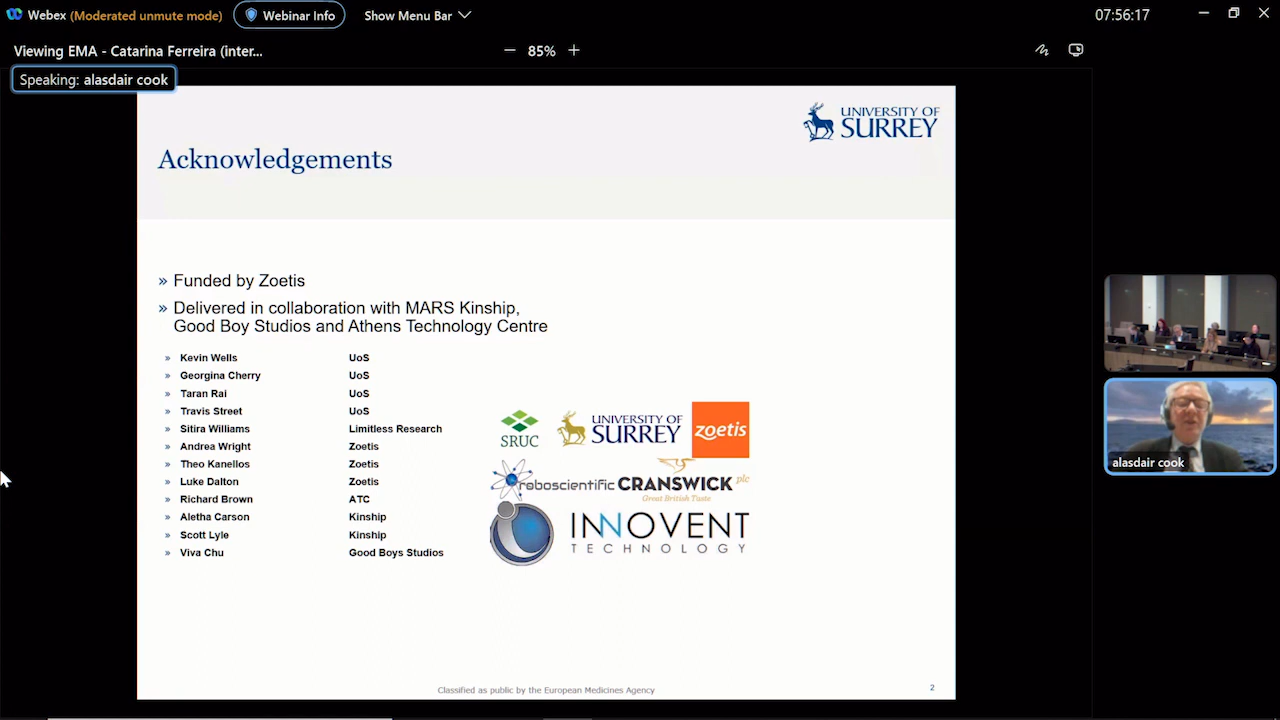 Webex (Moderated unmute mode)
Webinar Info
Show Menu Bar
07:56:17
Viewing EMA - Catarina Ferreira (inter...
85%
Speaking: alasdair cook
UNIVERSITY OF
SURREY
Acknowledgements
» Funded by Zoetis
» Delivered in collaboration with MARS Kinship,
Good Boy Studios and Athens Technology Centre
» Kevin Wells UoS
» Georgina Cherry UoS
» Taran Rai UoS
» Travis Street UoS
» Sitira Williams Limitless Research
» Andrea Wright Zoetis
» Theo Kanellos Zoetis
» Luke Dalton Zoetis
» Richard Brown ATC
» Aletha Carson Kinship
» Scott Lyle Kinship
» Viva Chu Good Boys Studios
SRUC
UNIVERSITY OF
SURREY
zoetis
roboscientific
CRANSWICK plc
Great British Taste
INNOVENT
TECHNOLOGY
alasdair cook
Classified as public by the European Medicines Agency
2